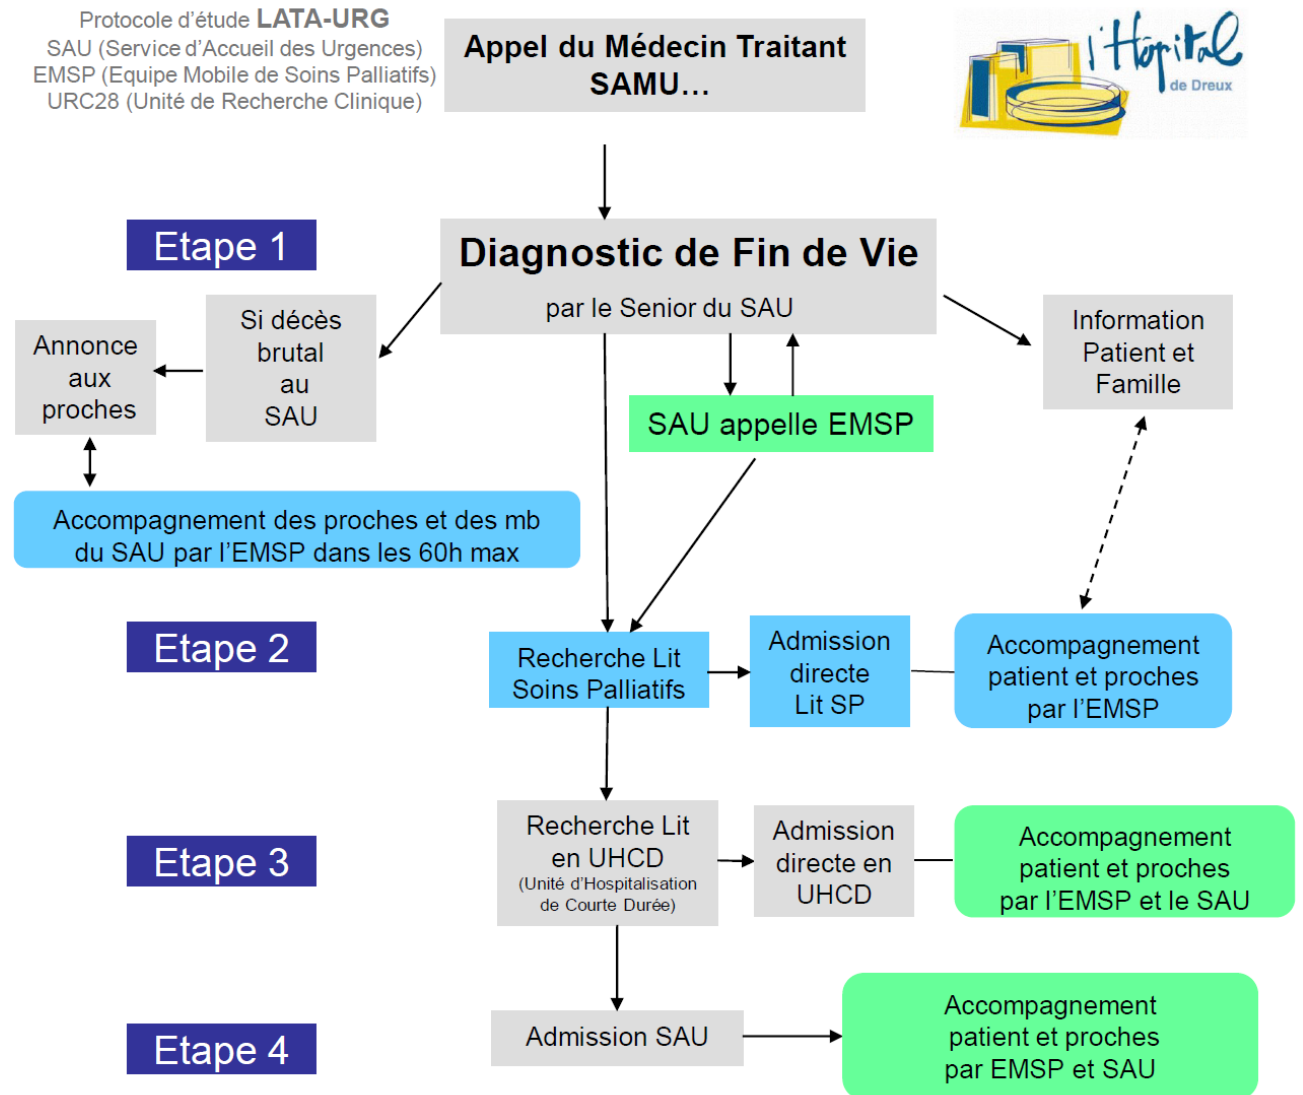 Protocole d'étude LATA-URG
SAU (Service d'Accueil des Urgences)
EMSP (Equipe Mobile de Soins Palliatifs)
URC28 (Unité de Recherche Clinique)
Appel du Médecin Traitant
SAMU...
l'Hôpital
de Dreux
Etape 1
Diagnostic de Fin de Vie
par le Senior du SAU
Annonce
aux
proches
Si décès
brutal
au
SAU
SAU appelle EMSP
Information
Patient et
Famille
Accompagnement des proches et des mb
du SAU par l'EMSP dans les 60h max
Etape 2
Recherche Lit
Soins Palliatifs
Admission
directe
Lit SP
Accompagnement
patient et proches
par l'EMSP
Etape 3
Recherche Lit
en UHCD
(Unité d'Hospitalisation
de Courte Durée)
Admission
directe en
UHCD
Accompagnement
patient et proches
par l'EMSP et le SAU
Etape 4
Admission SAU
Accompagnement
patient et proches
par EMSP et SAU